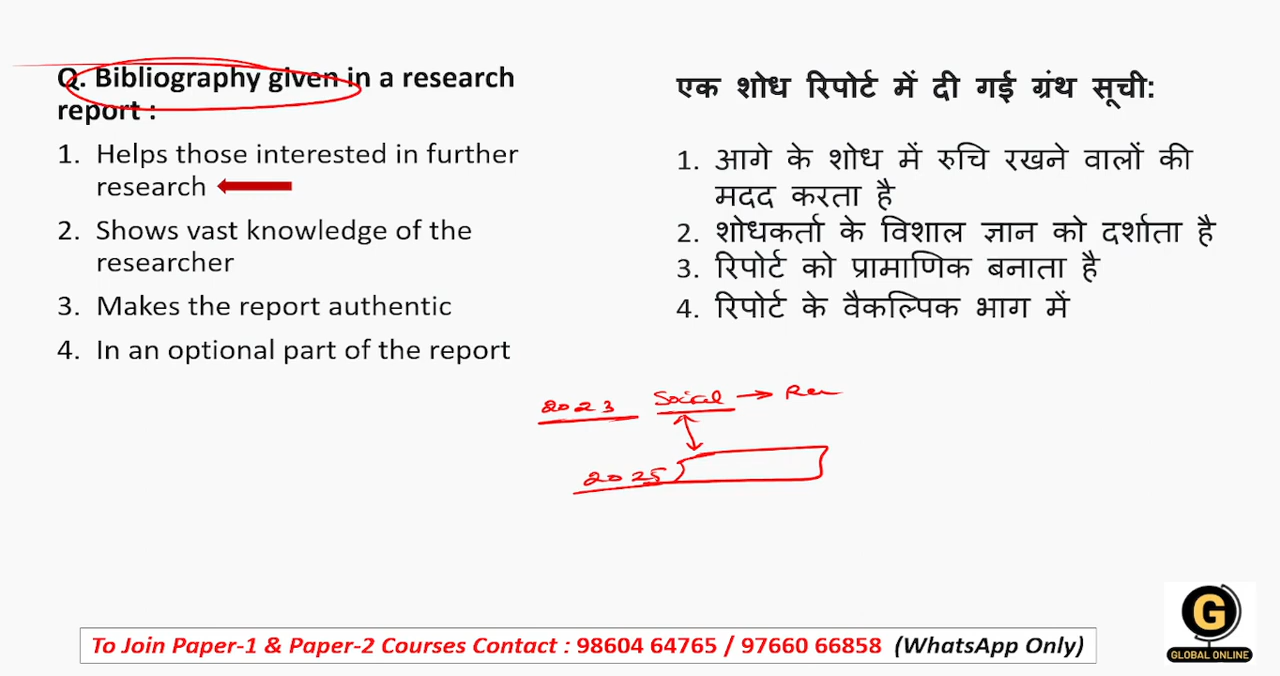 Q. Bibliography given in a research
report :
1. Helps those interested in further
research
2. Shows vast knowledge of the
researcher
3. Makes the report authentic
4. In an optional part of the report
एक शोध रिपोर्ट में दी गई ग्रंथ सूची:
1. आगे के शोध में रुचि रखने वालों की
मदद करता है
2. शोधकर्ता के विशाल ज्ञान को दर्शाता है
3. रिपोर्ट को प्रामाणिक बनाता है
4. रिपोर्ट के वैकल्पिक भाग में
2023 Social
2025
To Join Paper-1 & Paper-2 Courses Contact : 98604 64765 / 97660 66858 (WhatsApp Only)
G
GLOBAL ONLINE